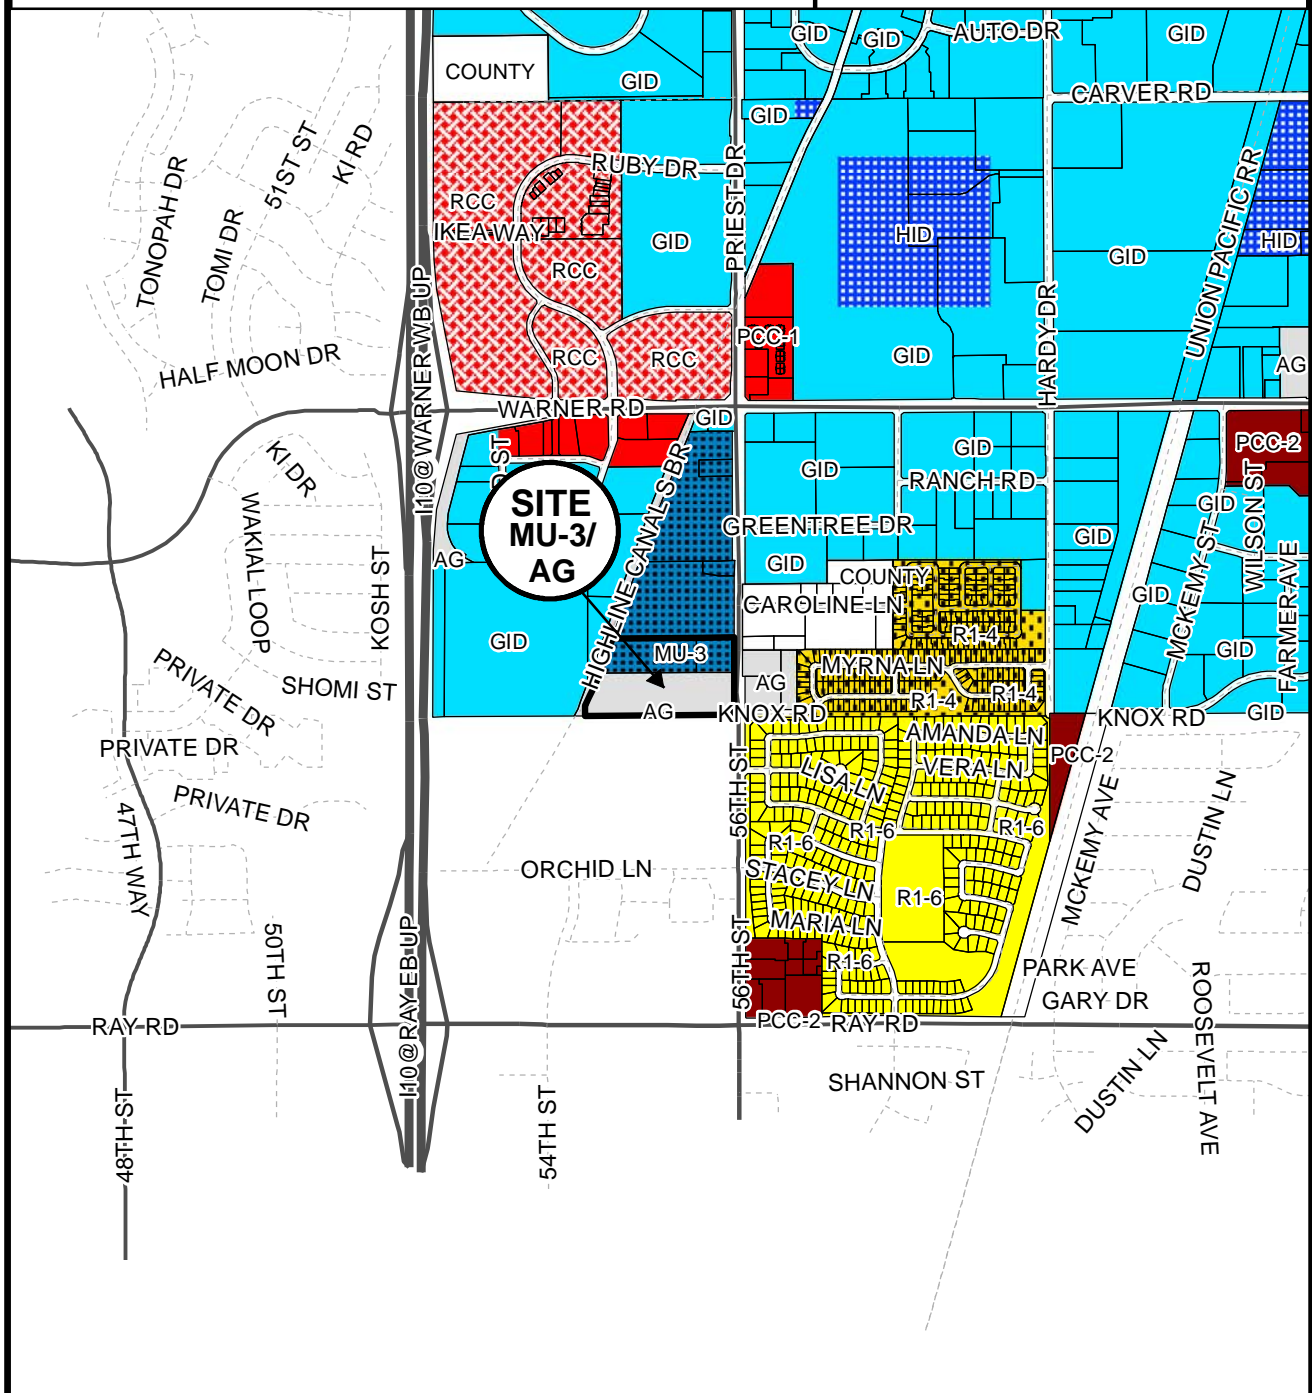 GID
GID
AUTO DR
GID
COUNTY
GID
CARVER RD
GID
51ST ST
KI RD
TONOPAH DR
TOMI DR
RUBY DR
PRIEST DR
RCC
IKEA WAY
GID
HID
HID
RCC
GID
UNION PACIFIC RR
I10@WARNER WB UP
HARDY DR
PCC-1
RCC
RCC
GID
AG
HALF MOON DR
WARNER RD
GID
KI DR
GID
GID
PCC-2
RANCH RD
SITE
MU-3/
AG
WAKIAL LOOP
KOSH ST
AG
HIGHLINE CANAL S BR
GREENTREE DR
GID
GID
GID
WILSON ST
MCKEMY ST
FARMER AVE
COUNTY
CAROLINE LN
GID
R1-4
GID
MU-3
GID
PRIVATE DR
SHOMI ST
MYRNA LN
AG
R1-4
R1-4
AG
KNOX RD
KNOX RD
GID
PRIVATE DR
AMANDA LN
PCC-2
56TH ST
LISA LN
VERA LN
PRIVATE DR
47TH WAY
R1-6
R1-6
R1-6
MCKEMY AVE
DUSTIN LN
ORCHID LN
STACEY LN
R1-6
MARIA LN
50TH ST
I10@RAY EB UP
56TH ST
R1-6
PARK AVE
GARY DR
ROOSEVELT AVE
RAY RD
PCC-2
RAY RD
SHANNON ST
DUSTIN LN
48TH ST
54TH ST